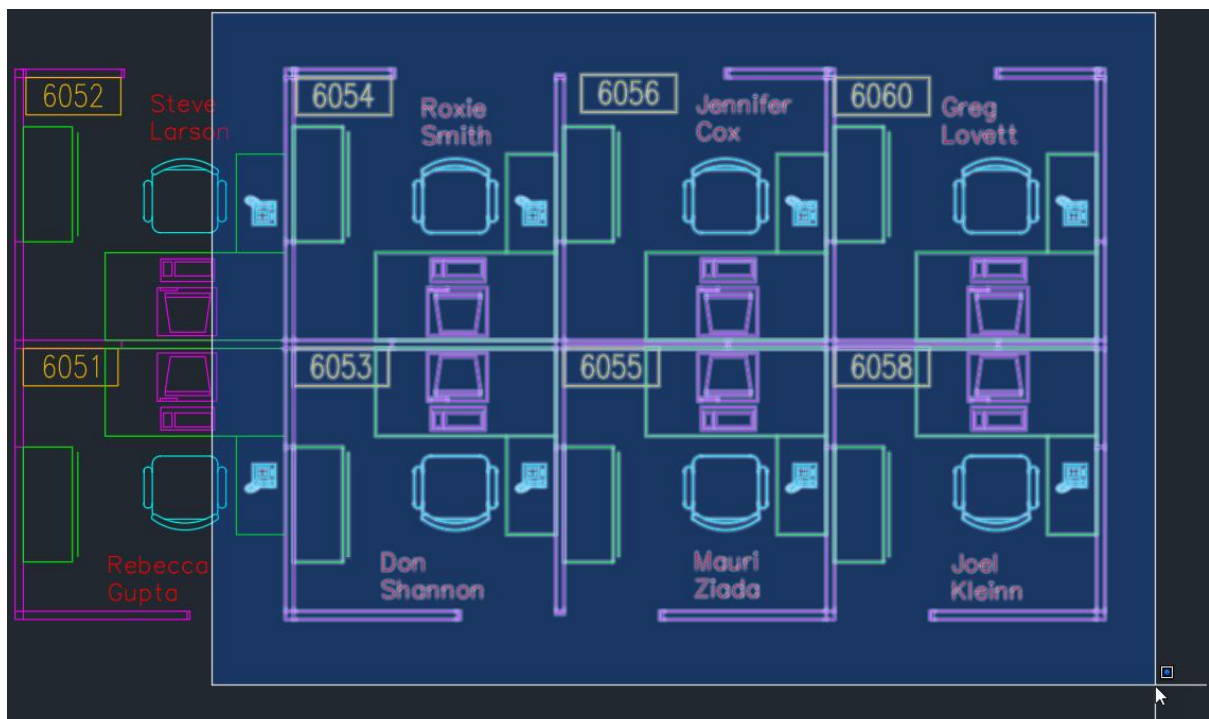 6052
Steve
Larson
6054
Roxie
Smith
6056
Jennifer
Cox
6060
Greg
Lovett
6051
6053
6055
6058
Rebecca
Gupta
Don
Shannon
Mauri
Ziada
Joel
Kleinn